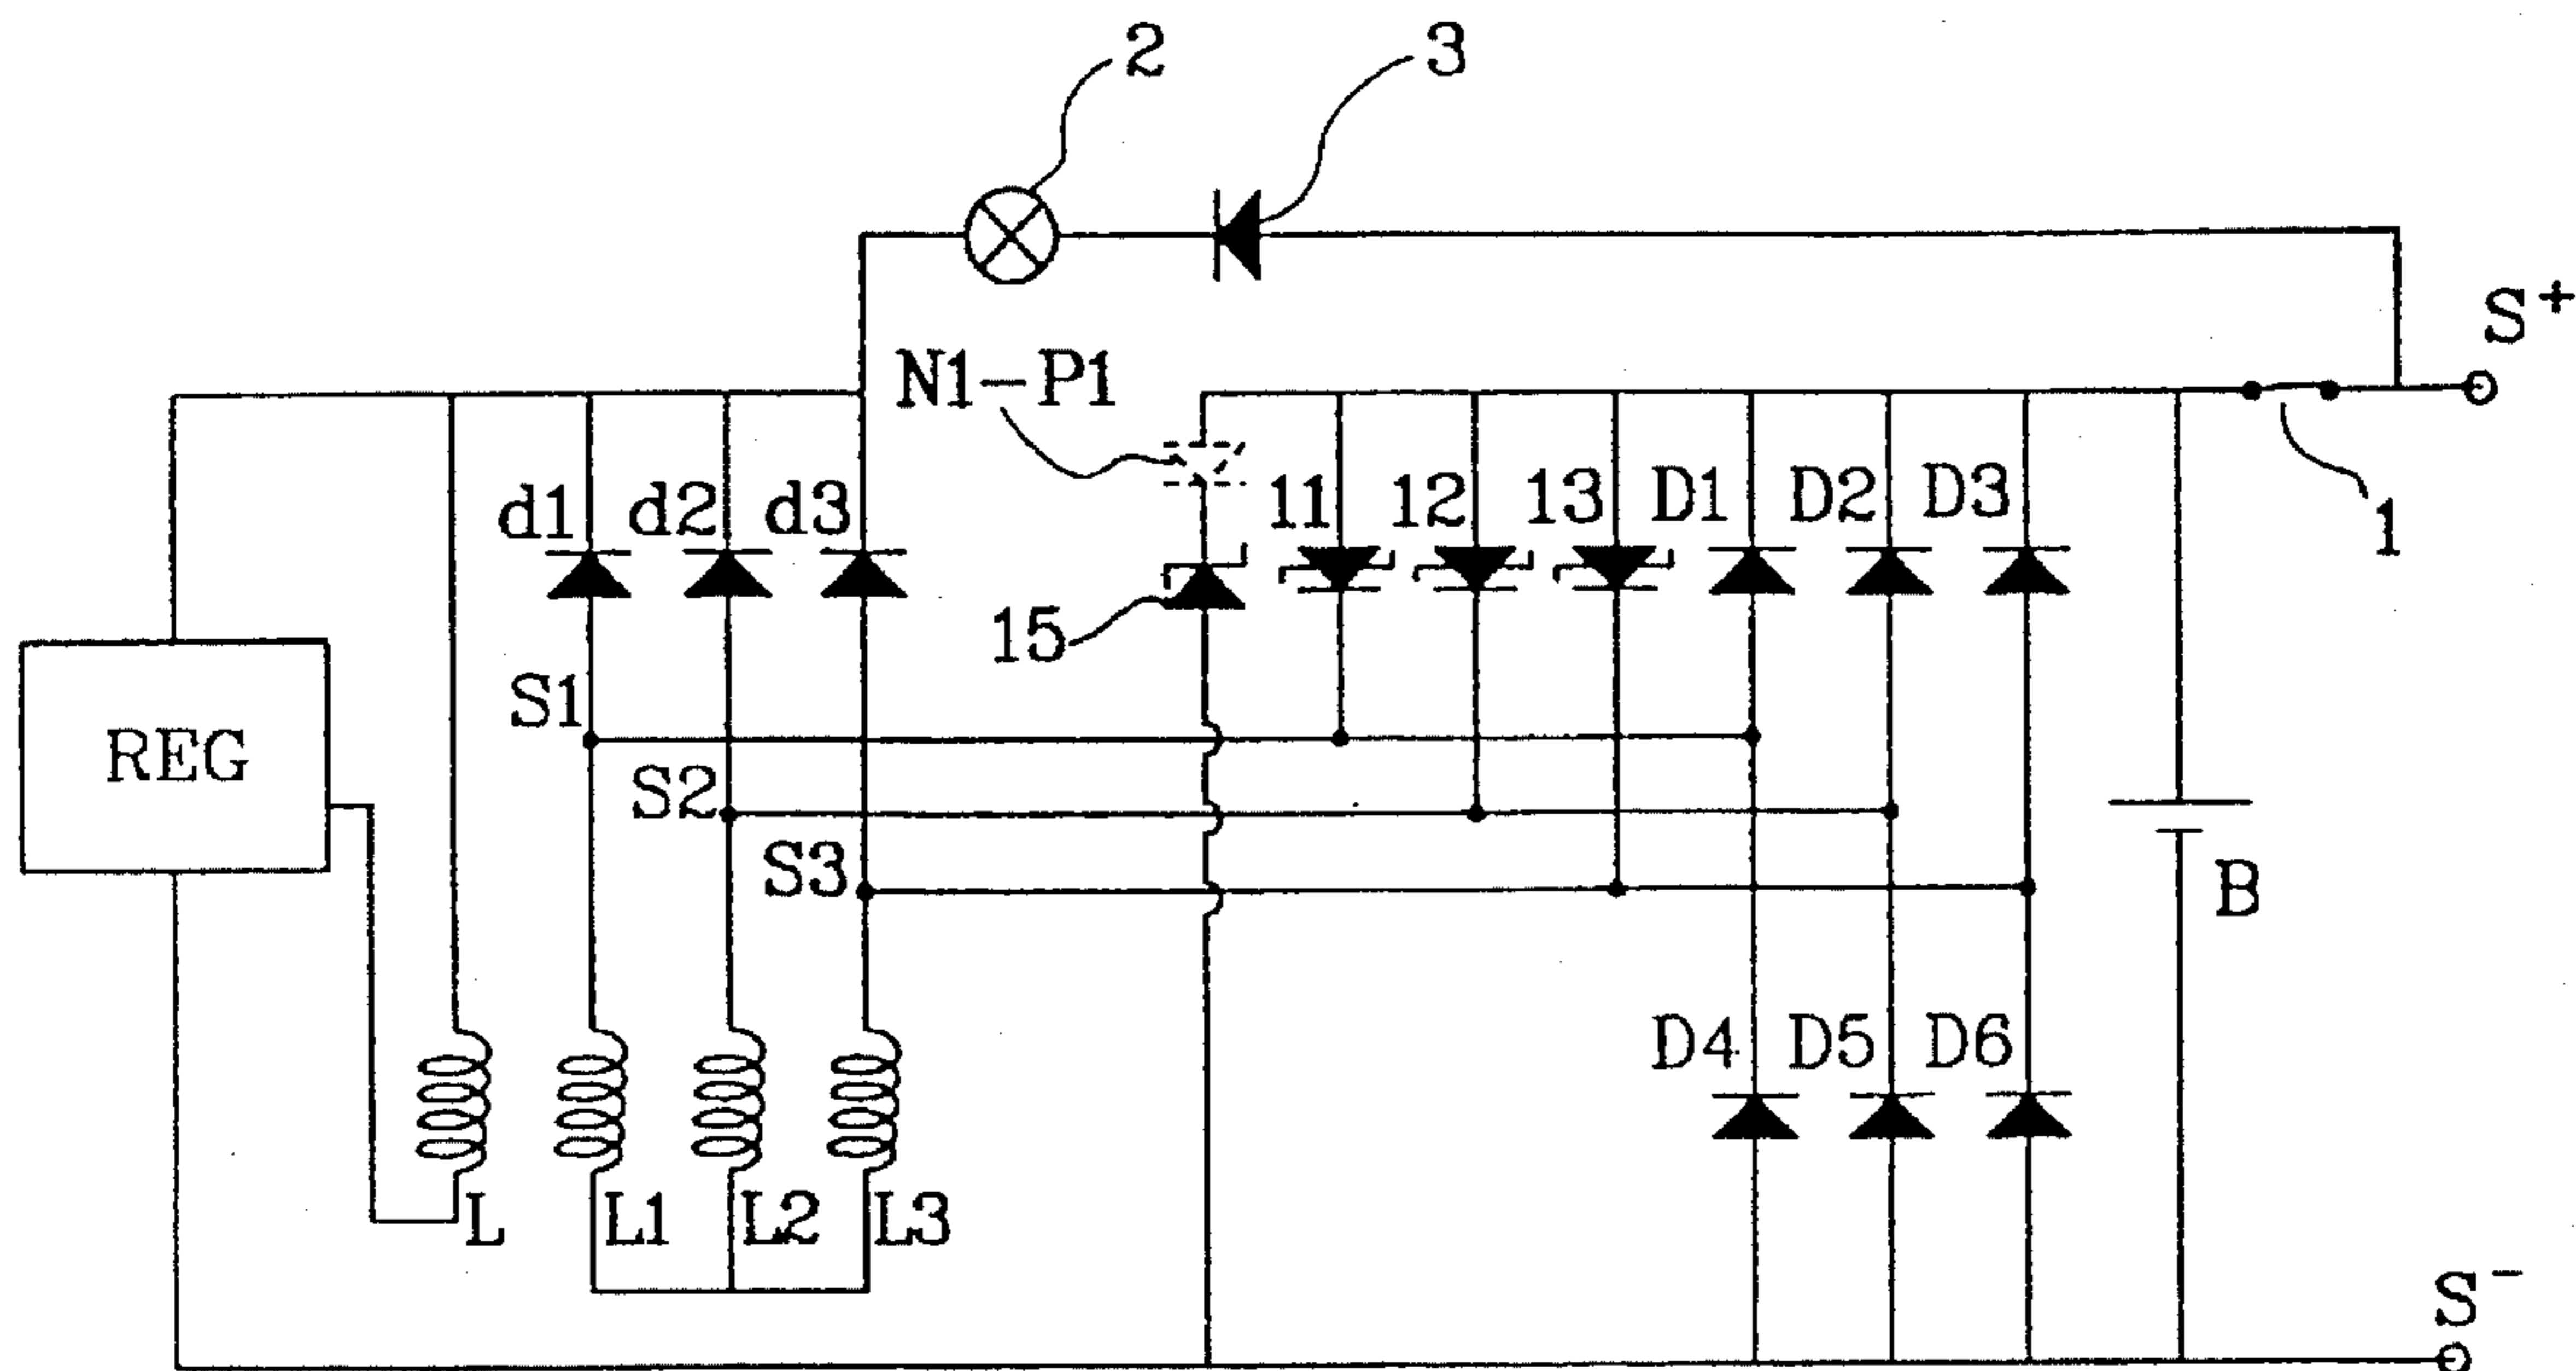 2
3
S+
N1-P1
d1
d2
d3
11
12
13
D1
D2
D3
1
15
S1
REG
S2
S3
B
D4
D5
D6
L
L1
L2
L3
S-